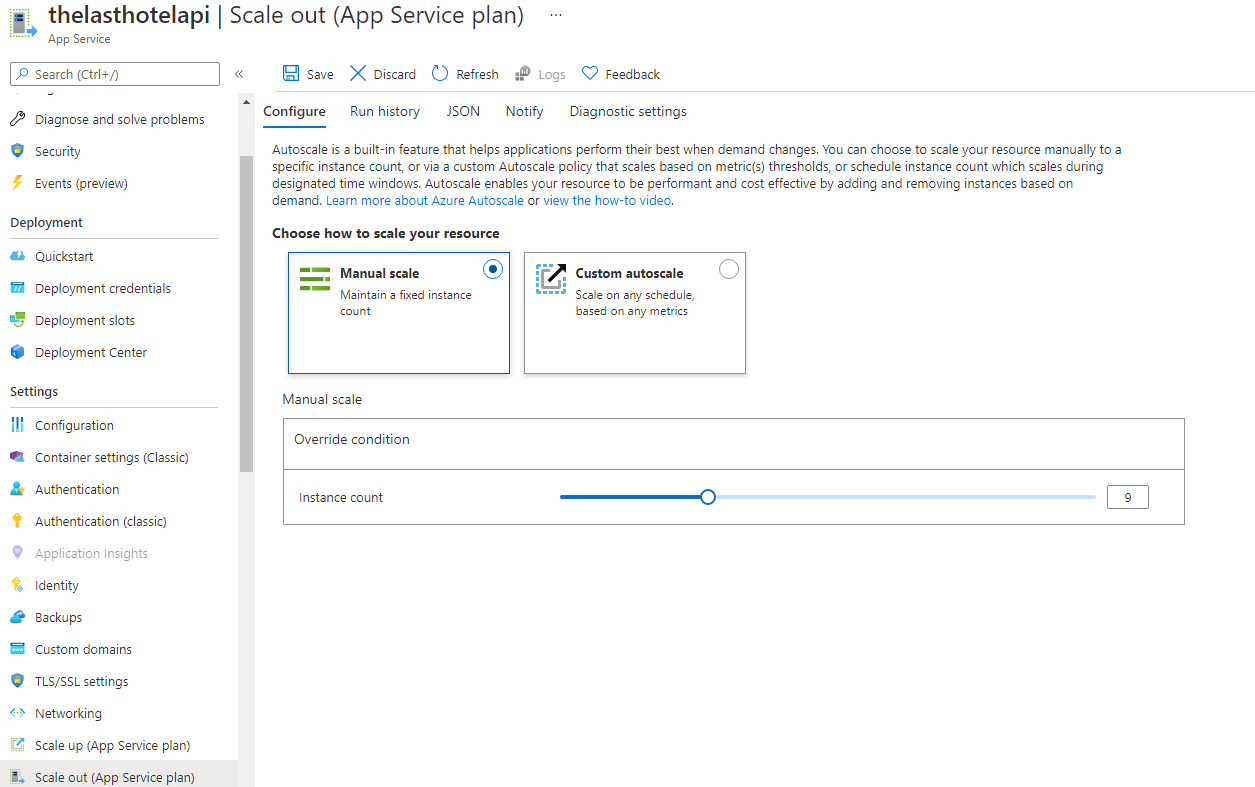 thelasthotelapi | Scale out (App Service plan) ...
App Service
Search (Ctrl+/)
«
Save
Discard
Refresh
Logs
Feedback
Diagnose and solve problems
Security
Events (preview)
Deployment
Quickstart
Deployment credentials
Deployment slots
Deployment Center
Settings
Configuration
Container settings (Classic)
Authentication
Authentication (classic)
Application Insights
Identity
Backups
Custom domains
TLS/SSL settings
Networking
Scale up (App Service plan)
Scale out (App Service plan)
Configure
Run history
JSON
Notify
Diagnostic settings
Autoscale is a built-in feature that helps applications perform their best when demand changes. You can choose to scale your resource manually to a
specific instance count, or via a custom Autoscale policy that scales based on metric(s) thresholds, or schedule instance count which scales during
designated time windows. Autoscale enables your resource to be performant and cost effective by adding and removing instances based on
demand. Learn more about Azure Autoscale or view the how-to video.
Choose how to scale your resource
Manual scale
Maintain a fixed instance
count
Custom autoscale
Scale on any schedule,
based on any metrics
Manual scale
Override condition
Instance count
9